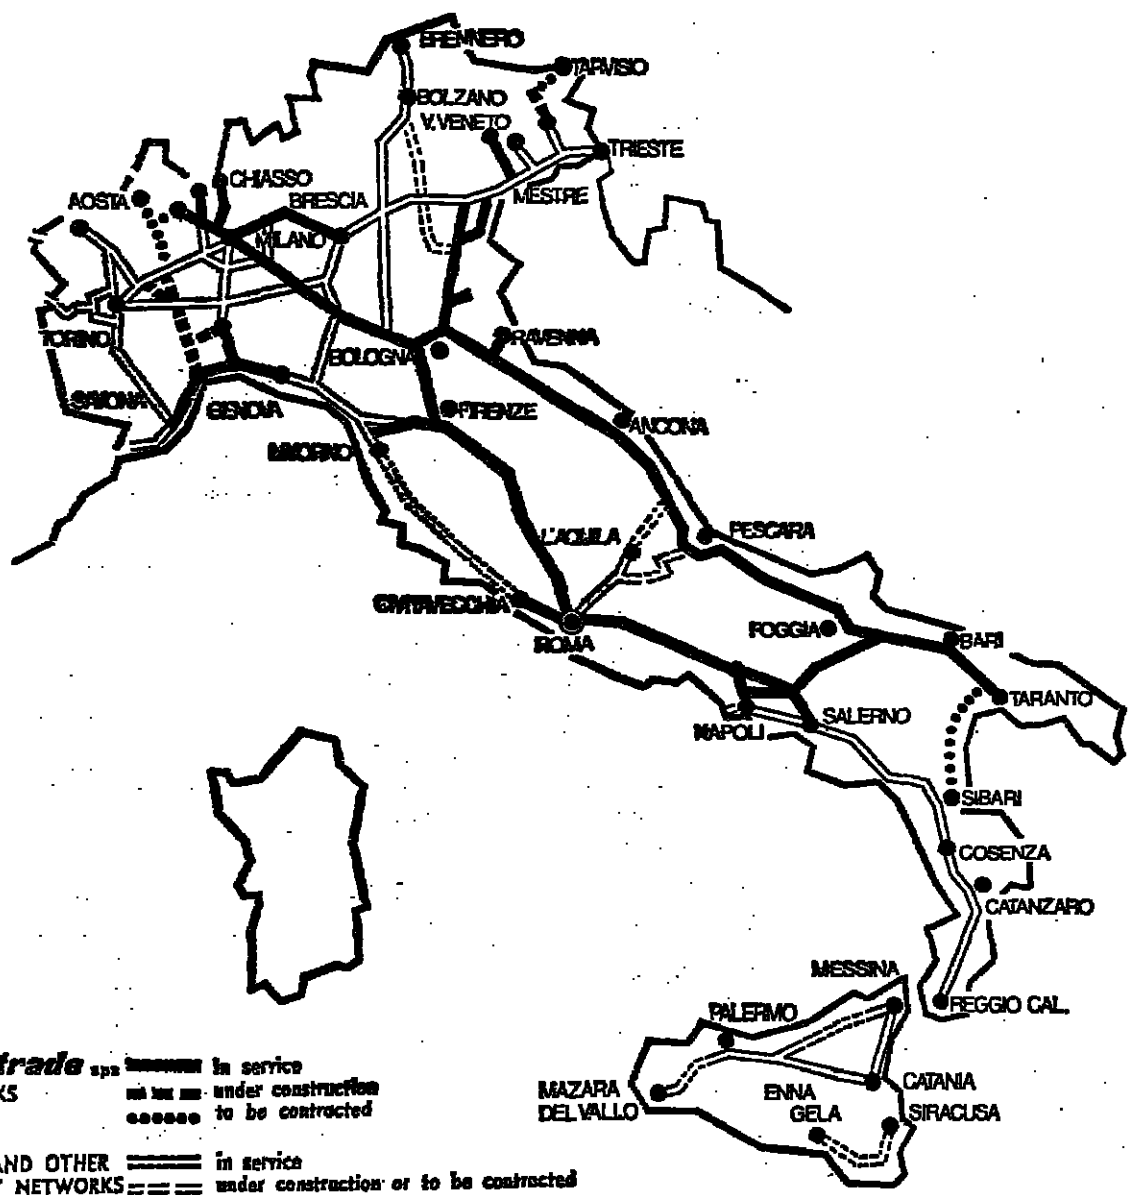 BRENNERO
TARVISIO
BOLZANO
V. VENETO
TRIESTE
CHIASSO
AOSTA
BRESCIA
MESTRE
MILANO
TORINO
RAVENNA
BOLOGNA
SAVONA
GENOVA
FIRENZE
ANCONA
LIVORNO
PESCARA
L'AQUILA
CIVITAVECCHIA
FOGGIA
BARI
ROMA
TARANTO
SALERNO
NAPOLI
SIBARI
COSENZA
CATANZARO
MESSINA
REGGIO CAL.
PALERMO
MAZARA
DEL VALLO
ENNA
CATANIA
GELA
SIRACUSA
trade spa in service
KS under construction
to be contracted
AND OTHER in service
NETWORKS under construction or to be contracted